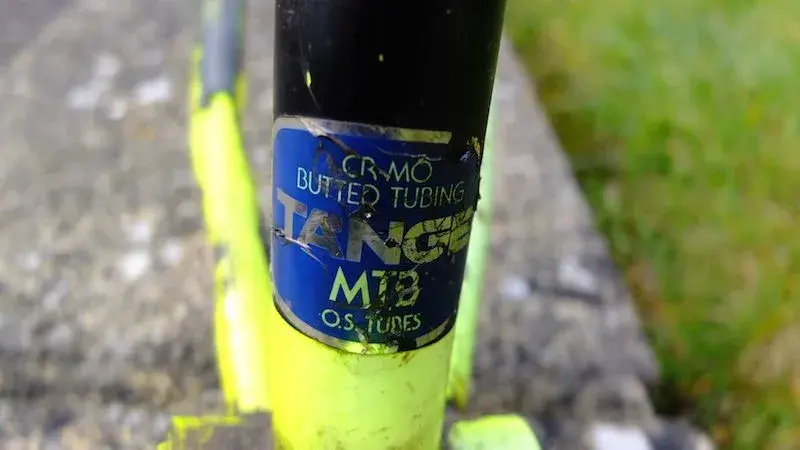 CR-MO
BUTTED TUBING
TANGE
MTB
O.S. TUBES